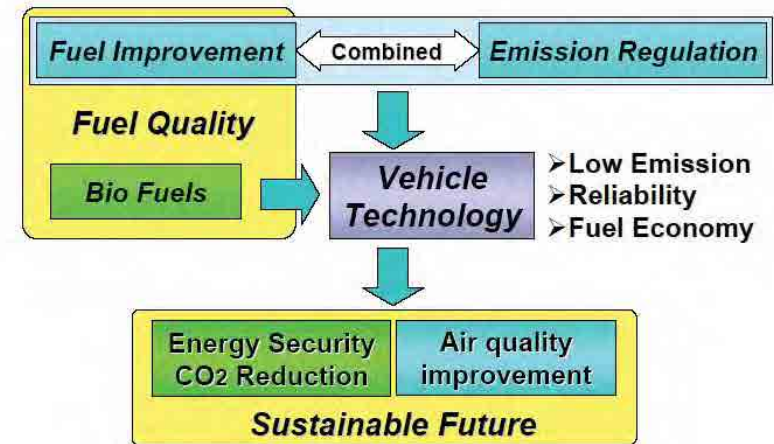 Fuel Improvement
Combined
Emission Regulation
Fuel Quality
Bio Fuels
Vehicle
Technology
➢Low Emission
➢Reliability
➢Fuel Economy
Energy Security
CO2 Reduction
Air quality
improvement
Sustainable Future